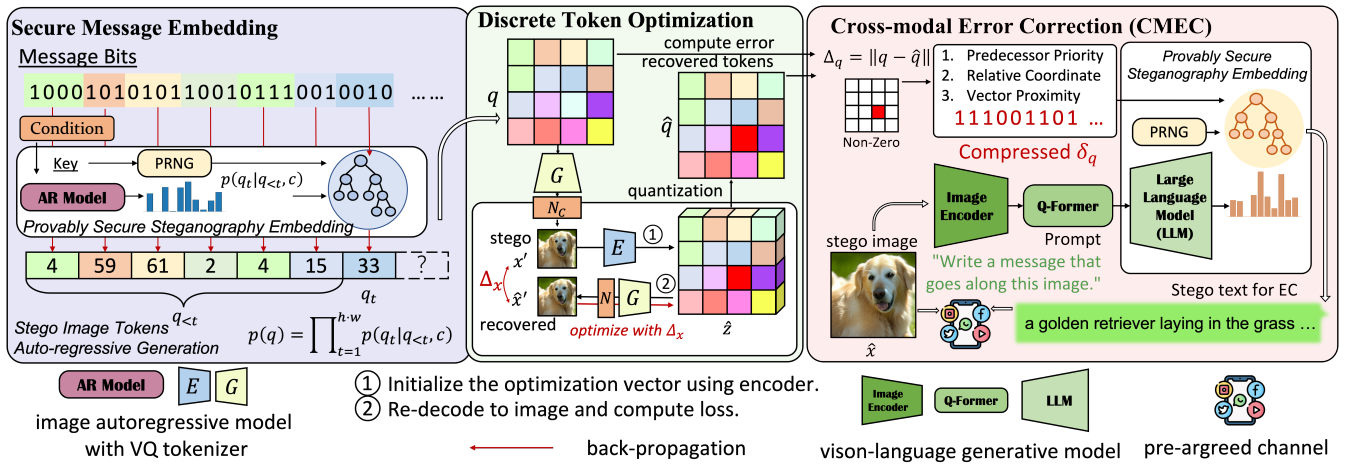 Secure Message Embedding
Message Bits
10001010101100101110010010 ... ...
Condition
Key
PRNG
AR Model
p(q_t|q_{<t}, c)
Provably Secure Steganography Embedding
4 59 61 2 4 15 33 ?
q_{<t}
q_t
Stego Image Tokens
Auto-regressive Generation
p(q) = ∏_{t=1}^{h·w} p(q_t|q_{<t}, c)
Discrete Token Optimization
q
compute error
recovered tokens
q̂
G
quantization
N_C
stego
x′
E
①
Δ_x
x̂′
N
G
②
recovered
optimize with Δ_x
ẑ
Cross-modal Error Correction (CMEC)
Δ_q = ‖q − q̂‖
Non-Zero
1. Predecessor Priority
2. Relative Coordinate
3. Vector Proximity
111001101 ...
Compressed δ_q
Provably Secure
Steganography Embedding
PRNG
Image
Encoder
Q-Former
Large
Language
Model
(LLM)
stego image
x̂
Prompt
"Write a message that
goes along this image."
Stego text for EC
a golden retriever laying in the grass ...
AR Model
E
G
image autoregressive model
with VQ tokenizer
① Initialize the optimization vector using encoder.
② Re-decode to image and compute loss.
back-propagation
Image
Encoder
Q-Former
LLM
vison-language generative model
pre-argreed channel